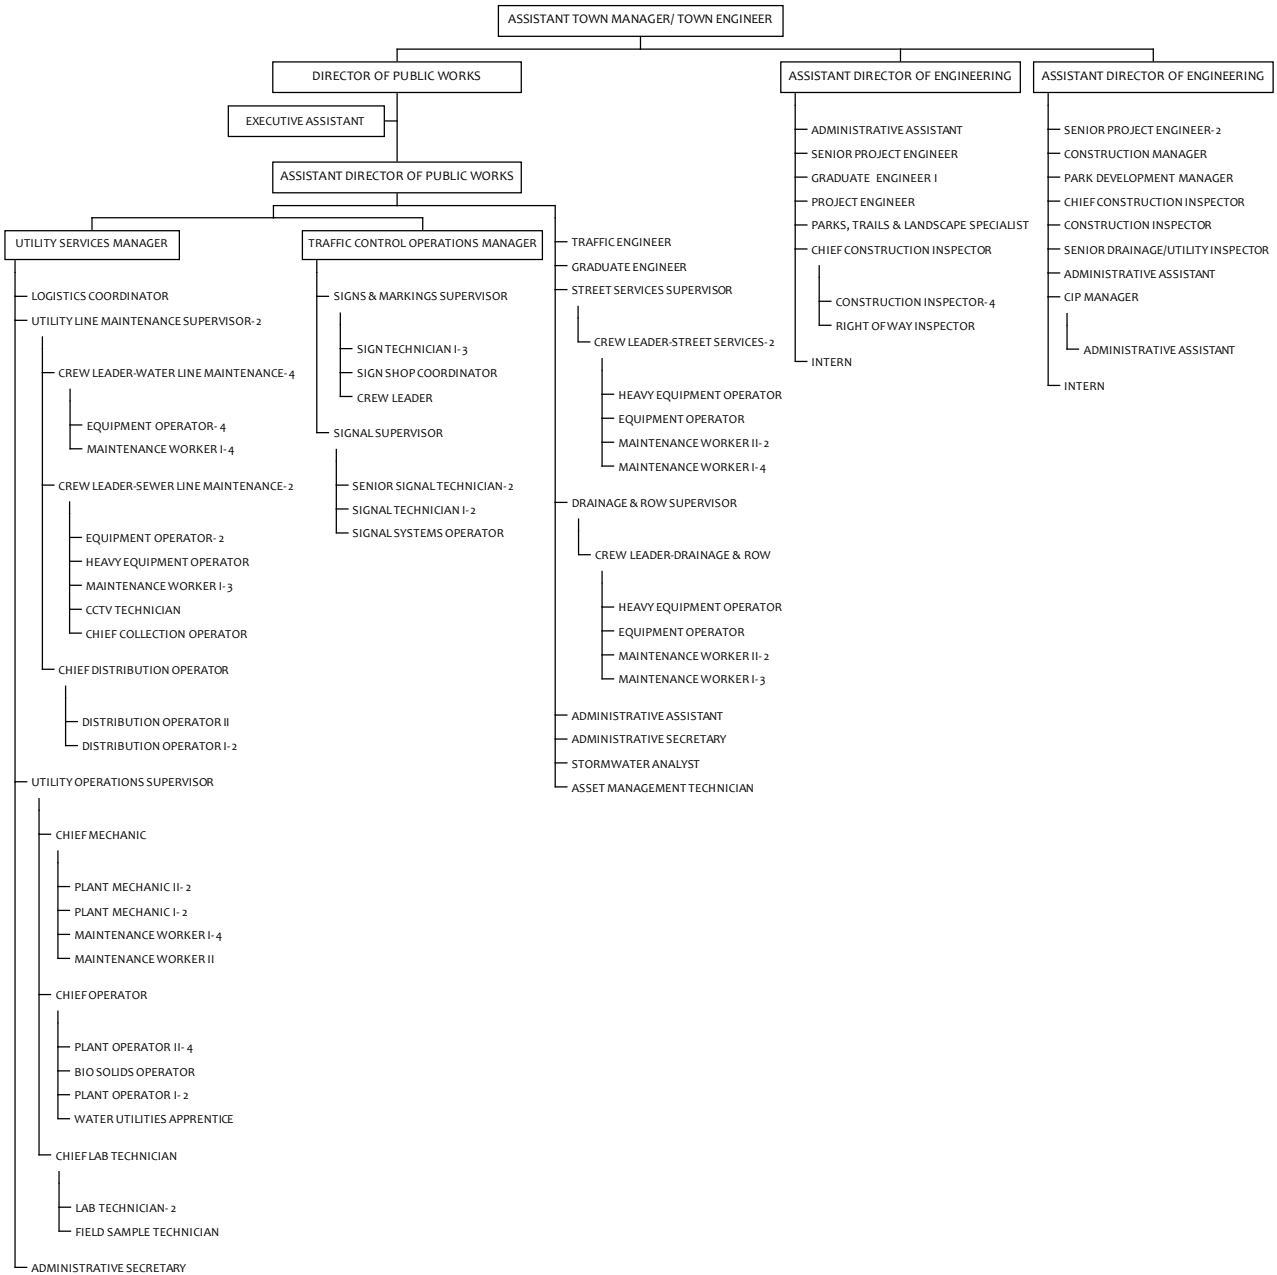 ASSISTANT TOWN MANAGER/ TOWN ENGINEER
DIRECTOR OF PUBLIC WORKS
EXECUTIVE ASSISTANT
ASSISTANT DIRECTOR OF PUBLIC WORKS
UTILITY SERVICES MANAGER
LOGISTICS COORDINATOR
UTILITY LINE MAINTENANCE SUPERVISOR-2
CREW LEADER-WATER LINE MAINTENANCE-4
EQUIPMENT OPERATOR-4
MAINTENANCE WORKER I-4
CREW LEADER-SEWER LINE MAINTENANCE-2
EQUIPMENT OPERATOR-2
HEAVY EQUIPMENT OPERATOR
MAINTENANCE WORKER I-3
CCTV TECHNICIAN
CHIEF COLLECTION OPERATOR
CHIEF DISTRIBUTION OPERATOR
DISTRIBUTION OPERATOR II
DISTRIBUTION OPERATOR I-2
UTILITY OPERATIONS SUPERVISOR
CHIEF MECHANIC
PLANT MECHANIC II-2
PLANT MECHANIC I-2
MAINTENANCE WORKER I-4
MAINTENANCE WORKER II
CHIEF OPERATOR
PLANT OPERATOR II-4
BIO SOLIDS OPERATOR
PLANT OPERATOR I-2
WATER UTILITIES APPRENTICE
CHIEF LAB TECHNICIAN
LAB TECHNICIAN-2
FIELD SAMPLE TECHNICIAN
ADMINISTRATIVE SECRETARY
TRAFFIC CONTROL OPERATIONS MANAGER
SIGNS & MARKINGS SUPERVISOR
SIGN TECHNICIAN I-3
SIGN SHOP COORDINATOR
CREW LEADER
SIGNAL SUPERVISOR
SENIOR SIGNAL TECHNICIAN-2
SIGNAL TECHNICIAN I-2
SIGNAL SYSTEMS OPERATOR
TRAFFIC ENGINEER
GRADUATE ENGINEER
STREET SERVICES SUPERVISOR
CREW LEADER-STREET SERVICES-2
HEAVY EQUIPMENT OPERATOR
EQUIPMENT OPERATOR
MAINTENANCE WORKER II-2
MAINTENANCE WORKER I-4
DRAINAGE & ROW SUPERVISOR
CREW LEADER-DRAINAGE & ROW
HEAVY EQUIPMENT OPERATOR
EQUIPMENT OPERATOR
MAINTENANCE WORKER II-2
MAINTENANCE WORKER I-3
ADMINISTRATIVE ASSISTANT
ADMINISTRATIVE SECRETARY
STORMWATER ANALYST
ASSET MANAGEMENT TECHNICIAN
ASSISTANT DIRECTOR OF ENGINEERING
ADMINISTRATIVE ASSISTANT
SENIOR PROJECT ENGINEER
GRADUATE ENGINEER I
PROJECT ENGINEER
PARKS, TRAILS & LANDSCAPE SPECIALIST
CHIEF CONSTRUCTION INSPECTOR
CONSTRUCTION INSPECTOR-4
RIGHT OF WAY INSPECTOR
INTERN
ASSISTANT DIRECTOR OF ENGINEERING
SENIOR PROJECT ENGINEER-2
CONSTRUCTION MANAGER
PARK DEVELOPMENT MANAGER
CHIEF CONSTRUCTION INSPECTOR
CONSTRUCTION INSPECTOR
SENIOR DRAINAGE/UTILITY INSPECTOR
ADMINISTRATIVE ASSISTANT
CIP MANAGER
ADMINISTRATIVE ASSISTANT
INTERN